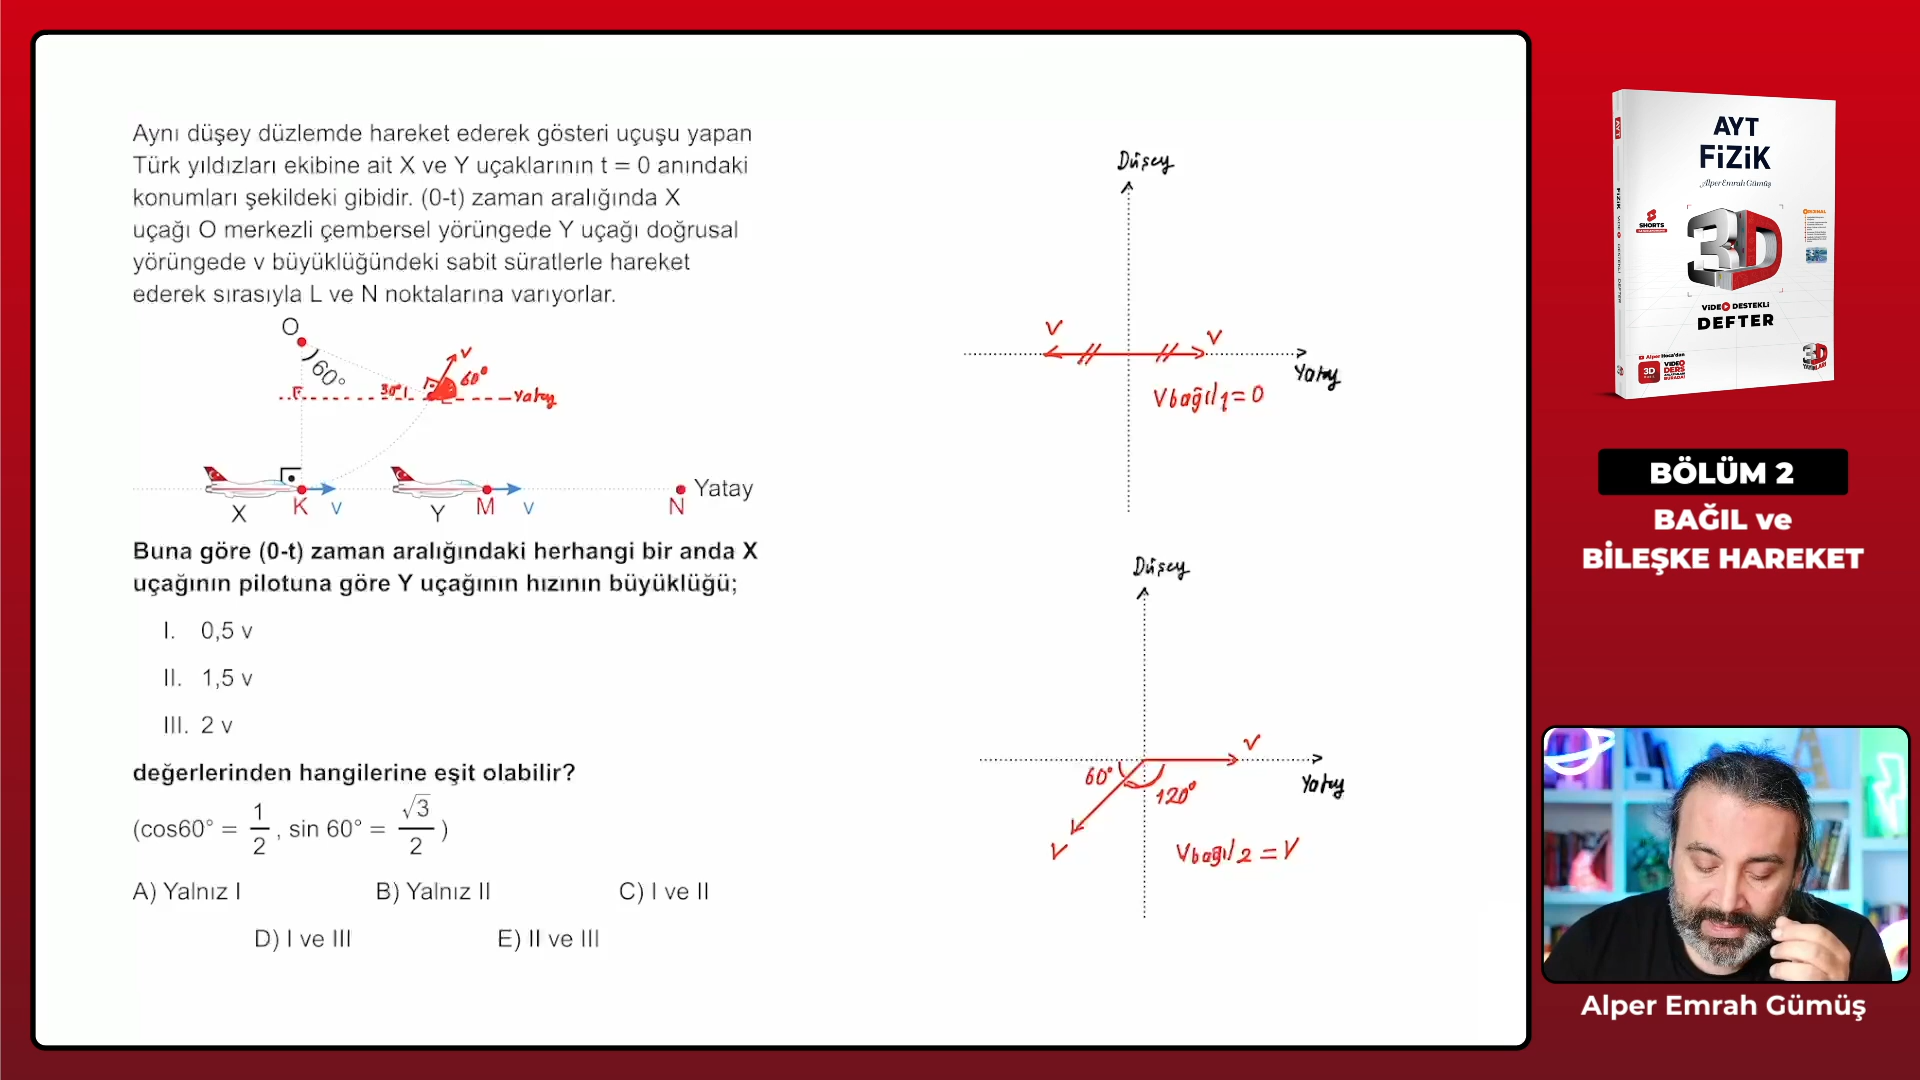 Aynı düşey düzlemde hareket ederek gösteri uçuşu yapan
Türk yıldızları ekibine ait X ve Y uçaklarının t = 0 anındaki
konumları şekildeki gibidir. (0-t) zaman aralığında X
uçağı O merkezli çembersel yörüngede Y uçağı doğrusal
yörüngede v büyüklüğündeki sabit süratlerle hareket
ederek sırasıyla L ve N noktalarına varıyorlar.
O
60°
30°
v
60°
Yatay
X K v Y M v N Yatay
Buna göre (0-t) zaman aralığındaki herhangi bir anda X
uçağının pilotuna göre Y uçağının hızının büyüklüğü;
I. 0,5 v
II. 1,5 v
III. 2 v
değerlerinden hangilerine eşit olabilir?
(cos60° = 1/2 , sin 60° = √3/2 )
A) Yalnız I B) Yalnız II C) I ve II
D) I ve III E) II ve III
Düşey
V V
Yatay
Vbağıl1 = 0
Düşey
V
60° 120°
Yatay
V
Vbağıl2 = V
AYT
FİZİK
Alper Emrah Gümüş
AYT
SHORTS
3D
VİDEO DESTEKLİ
DEFTER
BÖLÜM 2
BAĞIL ve
BİLEŞKE HAREKET
Alper Emrah Gümüş